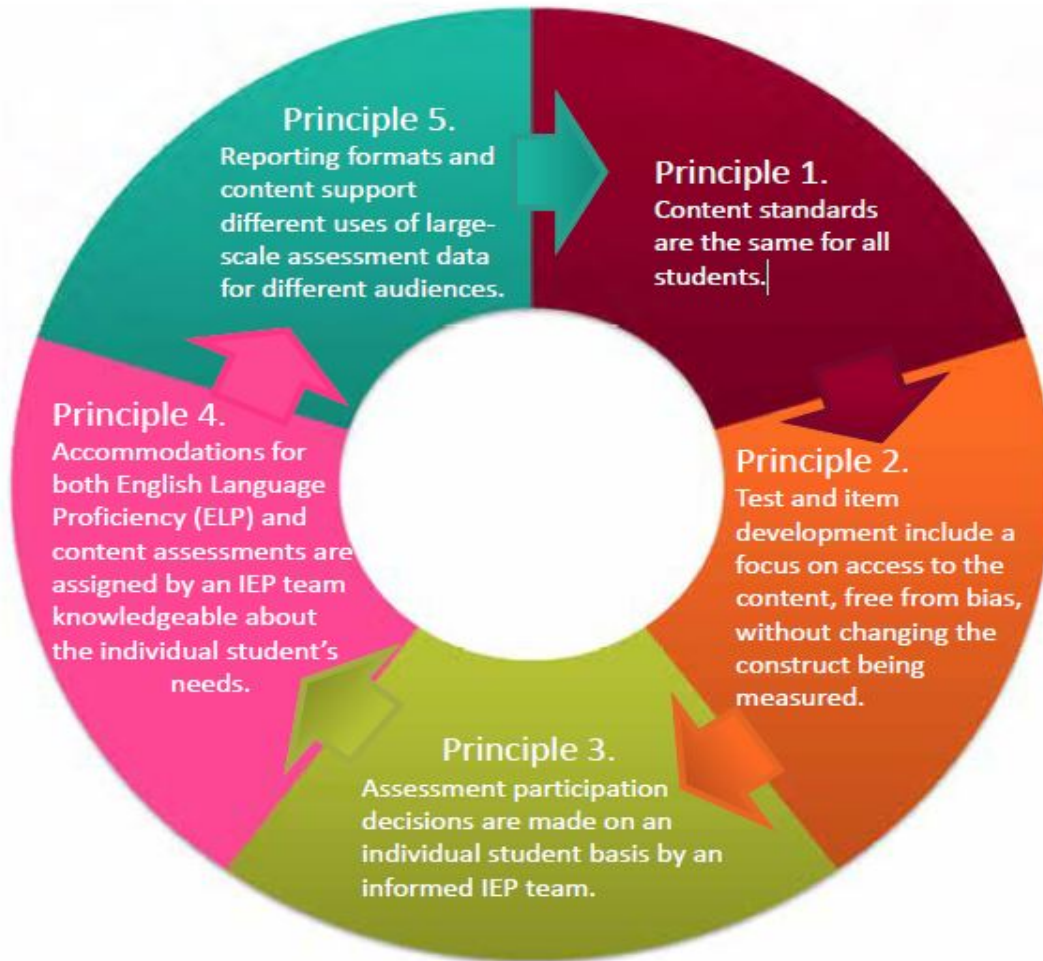 Principle 1.
Content standards
are the same for all
students.
Principle 2.
Test and item
development include a
focus on access to the
content, free from bias,
without changing the
construct being
measured.
Principle 3.
Assessment participation
decisions are made on an
individual student basis by an
informed IEP team.
Principle 4.
Accommodations for
both English Language
Proficiency (ELP) and
content assessments are
assigned by an IEP team
knowledgeable about
the individual student’s
needs.
Principle 5.
Reporting formats and
content support
different uses of large-
scale assessment data
for different audiences.